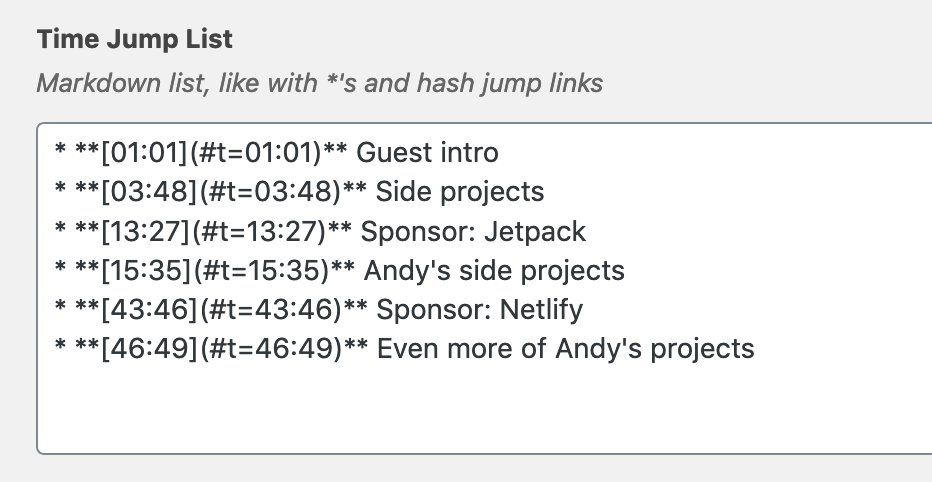 Time Jump List
Markdown list, like with *'s and hash jump links
* **[01:01](#t=01:01)** Guest intro
* **[03:48](#t=03:48)** Side projects
* **[13:27](#t=13:27)** Sponsor: Jetpack
* **[15:35](#t=15:35)** Andy's side projects
* **[43:46](#t=43:46)** Sponsor: Netlify
* **[46:49](#t=46:49)** Even more of Andy's projects